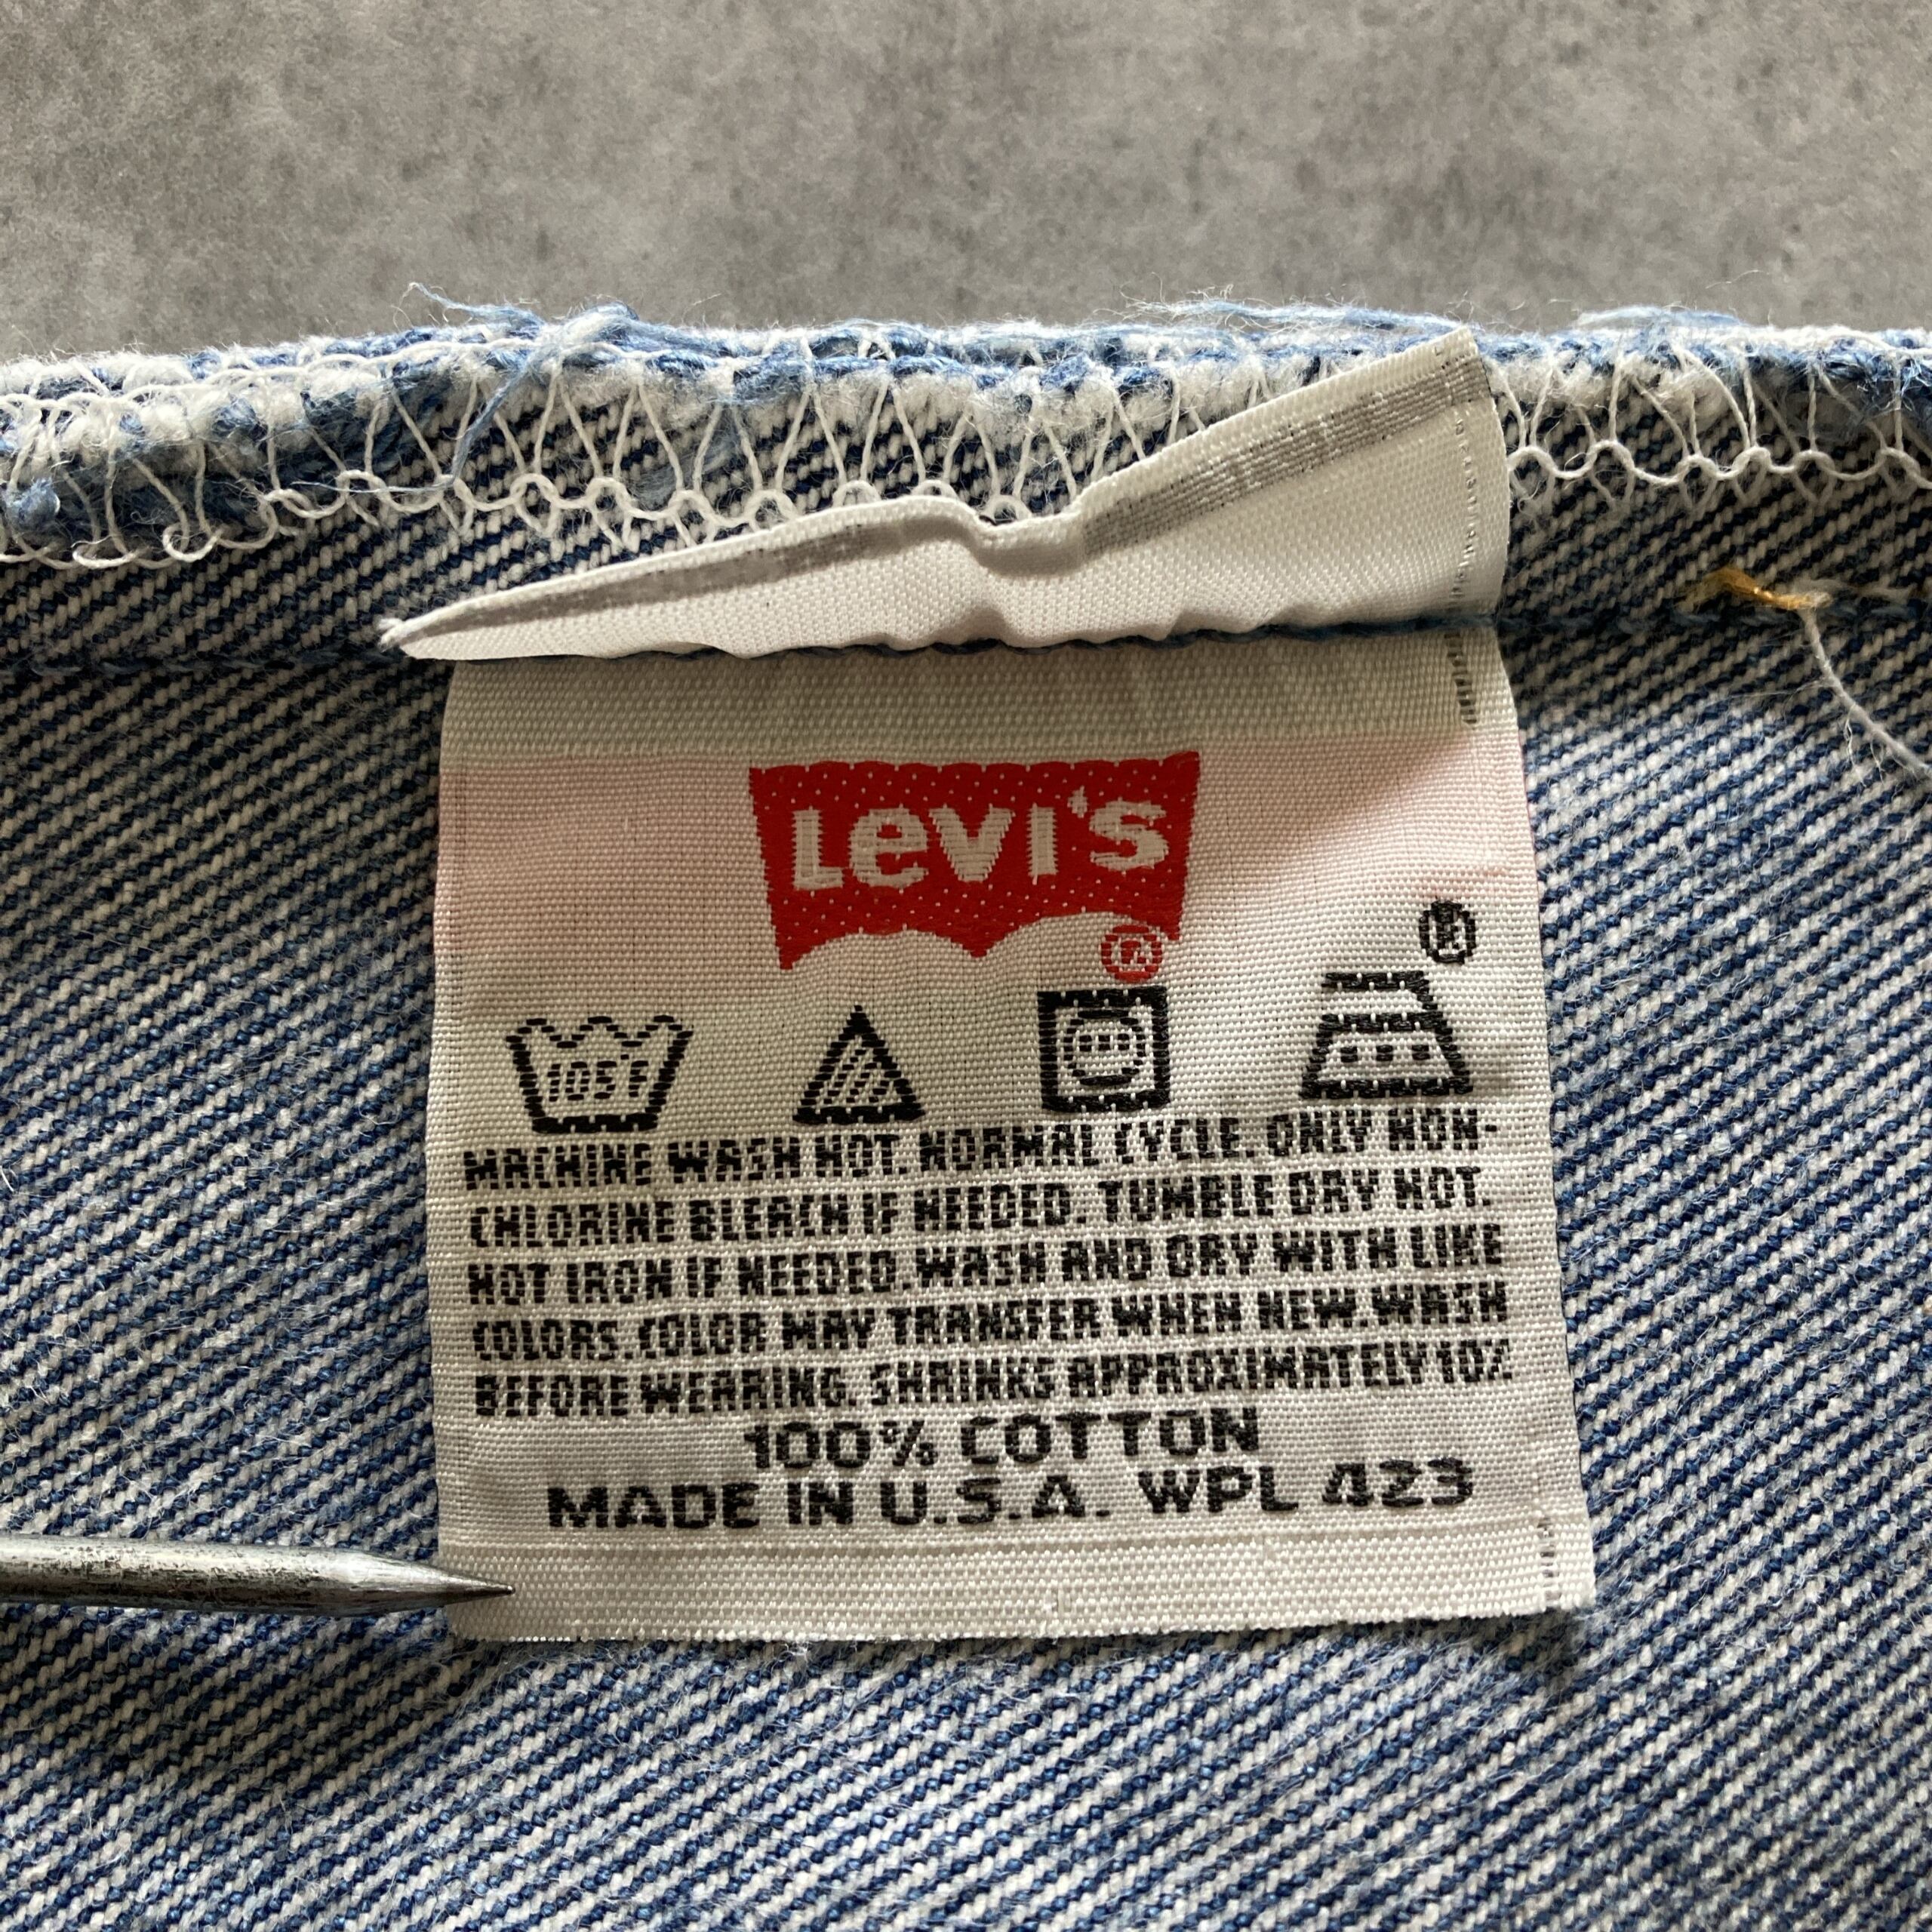 Levi's
®
®
105°F
MACHINE WASH HOT. NORMAL CYCLE. ONLY NON-
CHLORINE BLEACH IF NEEDED. TUMBLE DRY HOT.
HOT IRON IF NEEDED. WASH AND DRY WITH LIKE
COLORS. COLOR MAY TRANSFER WHEN NEW. WASH
BEFORE WEARING. SHRINKS APPROXIMATELY 10%
100% COTTON
MADE IN U.S.A. WPL 423